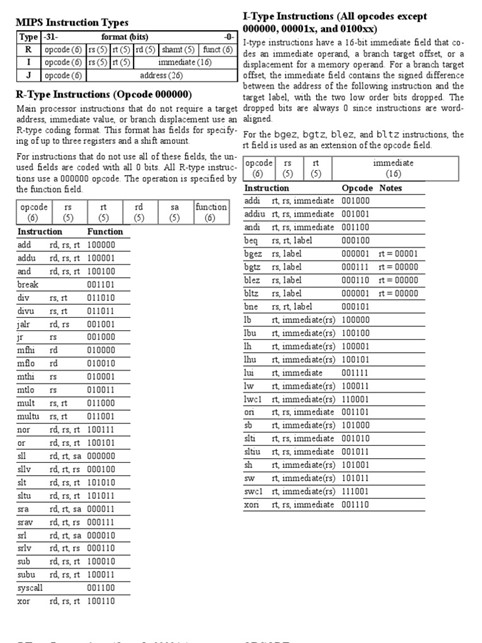 MIPS Instruction Types
Type -31- format (bits) -0-
R opcode (6) rs (5) rt (5) rd (5) shamt (5) funct (6)
I opcode (6) rs (5) rt (5) immediate (16)
J opcode (6) address (26)
R-Type Instructions (Opcode 000000)
Main processor instructions that do not require a target
address, immediate value, or branch displacement use an
R-type coding format. This format has fields for specify-
ing of up to three registers and a shift amount.
For instructions that do not use all of these fields, the un-
used fields are coded with all 0 bits. All R-type instruc-
tions use a 000000 opcode. The operation is specified by
the function field.
opcode rs rt rd sa function
(6) (5) (5) (5) (5) (6)
Instruction Function
add rd, rs, rt 100000
addu rd, rs, rt 100001
and rd, rs, rt 100100
break 001101
div rs, rt 011010
divu rs, rt 011011
jalr rd, rs 001001
jr rs 001000
mfhi rd 010000
mflo rd 010010
mthi rs 010001
mtlo rs 010011
mult rs, rt 011000
multu rs, rt 011001
nor rd, rs, rt 100111
or rd, rs, rt 100101
sll rd, rt, sa 000000
sllv rd, rt, rs 000100
slt rd, rs, rt 101010
sltu rd, rs, rt 101011
sra rd, rt, sa 000011
srav rd, rt, rs 000111
srl rd, rt, sa 000010
srlv rd, rt, rs 000110
sub rd, rs, rt 100010
subu rd, rs, rt 100011
syscall 001100
xor rd, rs, rt 100110
I-Type Instructions (All opcodes except
000000, 00001x, and 0100xx)
I-type instructions have a 16-bit immediate field that co-
des an immediate operand, a branch target offset, or a
displacement for a memory operand. For a branch target
offset, the immediate field contains the signed difference
between the address of the following instruction and the
target label, with the two low order bits dropped. The
dropped bits are always 0 since instructions are word-
aligned.
For the bgez, bgtz, blez, and bltz instructions, the
rt field is used as an extension of the opcode field.
opcode rs rt immediate
(6) (5) (5) (16)
Instruction Opcode Notes
addi rt, rs, immediate 001000
addiu rt, rs, immediate 001001
andi rt, rs, immediate 001100
beq rs, rt, label 000100
bgez rs, label 000001 rt = 00001
bgtz rs, label 000111 rt = 00000
blez rs, label 000110 rt = 00000
bltz rs, label 000001 rt = 00000
bne rs, rt, label 000101
lb rt, immediate(rs) 100000
lbu rt, immediate(rs) 100100
lh rt, immediate(rs) 100001
lhu rt, immediate(rs) 100101
lui rt, immediate 001111
lw rt, immediate(rs) 100011
lwc1 rt, immediate(rs) 110001
ori rt, rs, immediate 001101
sb rt, immediate(rs) 101000
slti rt, rs, immediate 001010
sltiu rt, rs, immediate 001011
sh rt, immediate(rs) 101001
sw rt, immediate(rs) 101011
swc1 rt, immediate(rs) 111001
xori rt, rs, immediate 001110